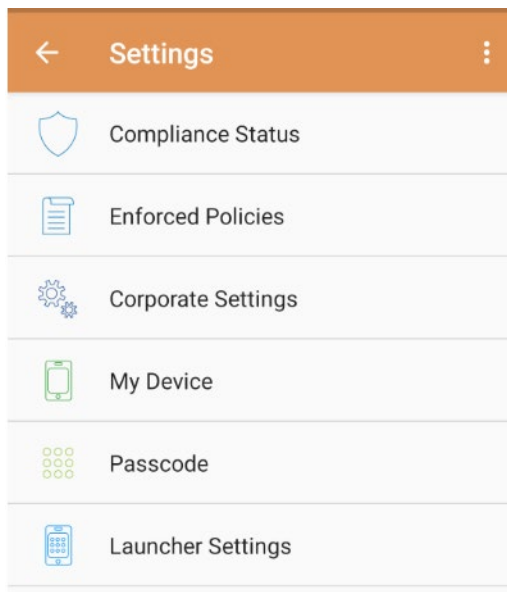 Settings
Compliance Status
Enforced Policies
Corporate Settings
My Device
Passcode
Launcher Settings